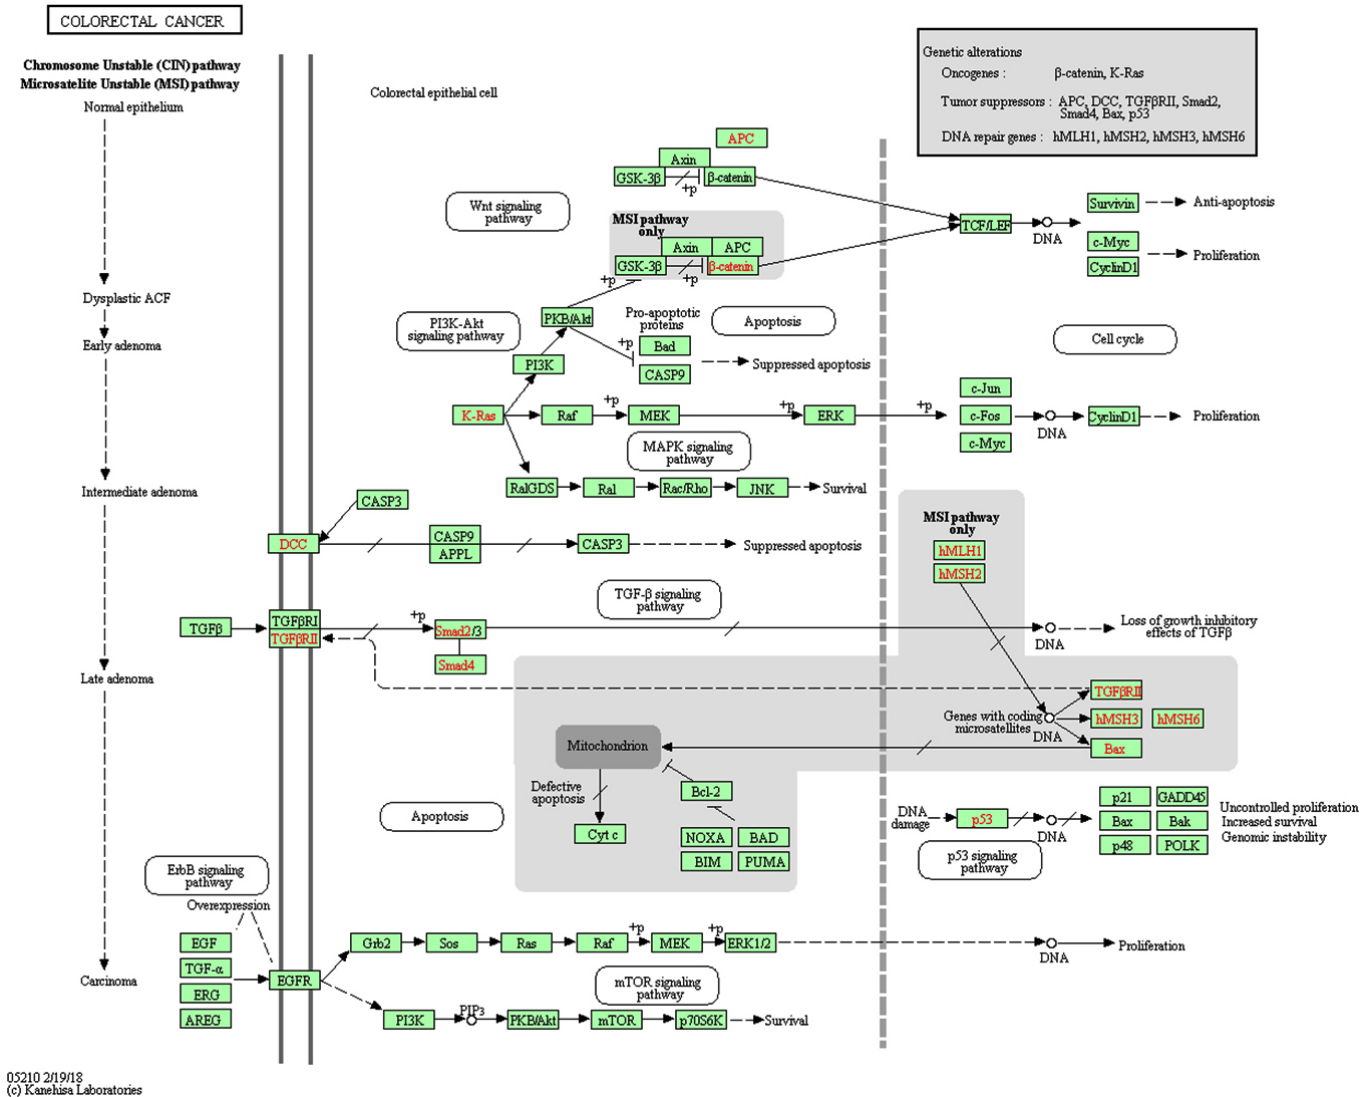 COLORECTAL CANCER
Chromosome Unstable (CIN) pathway
Microsatelite Unstable (MSI) pathway
Normal epithelium
Dysplastic ACF
Early adenoma
Intermediate adenoma
Late adenoma
Carcinoma
Colorectal epithelial cell
Genetic alterations
Oncogenes : β-catenin, K-Ras
Tumor suppressors : APC, DCC, TGFβRII, Smad2,
Smad4, Bax, p53
DNA repair genes : hMLH1, hMSH2, hMSH3, hMSH6
APC
Axin
GSK-3β
+p
β-catenin
Wnt signaling
pathway
MSI pathway
only
Axin
APC
GSK-3β
+p
β-catenin
+p
TCF/LEF
DNA
Survivin
Anti-apoptosis
c-Myc
CyclinD1
Proliferation
PI3K-Akt
signaling pathway
PKB/Akt
PI3K
Pro-apoptotic
proteins
+p
Bad
CASP9
Apoptosis
Suppressed apoptosis
Cell cycle
K-Ras
Raf
+p
MEK
+p
ERK
+p
c-Jun
c-Fos
c-Myc
DNA
CyclinD1
Proliferation
MAPK signaling
pathway
RalGDS
Ral
Rac/Rho
JNK
Survival
CASP3
DCC
CASP9
APPL
CASP3
Suppressed apoptosis
MSI pathway
only
hMLH1
hMSH2
TGF-β signaling
pathway
TGFβ
TGFβRI
TGFβRII
+p
Smad2/3
Smad4
DNA
Loss of growth inhibitory
effects of TGFβ
TGFβRII
Genes with coding
microsatellites
DNA
hMSH3
hMSH6
Bax
Mitochondrion
Defective
apoptosis
Cyt c
Bcl-2
NOXA
BAD
BIM
PUMA
Apoptosis
DNA
damage
p53
DNA
p21
GADD45
Bax
Bak
p48
POLK
Uncontrolled proliferation
Increased survival
Genomic instability
p53 signaling
pathway
ErbB signaling
pathway
Overexpression
EGF
TGF-α
ERG
AREG
EGFR
Grb2
Sos
Ras
Raf
+p
MEK
+p
ERK1/2
DNA
Proliferation
mTOR signaling
pathway
PI3K
PIP3
PKB/Akt
mTOR
p70S6K
Survival
05210 2/19/18
(c) Kanehisa Laboratories